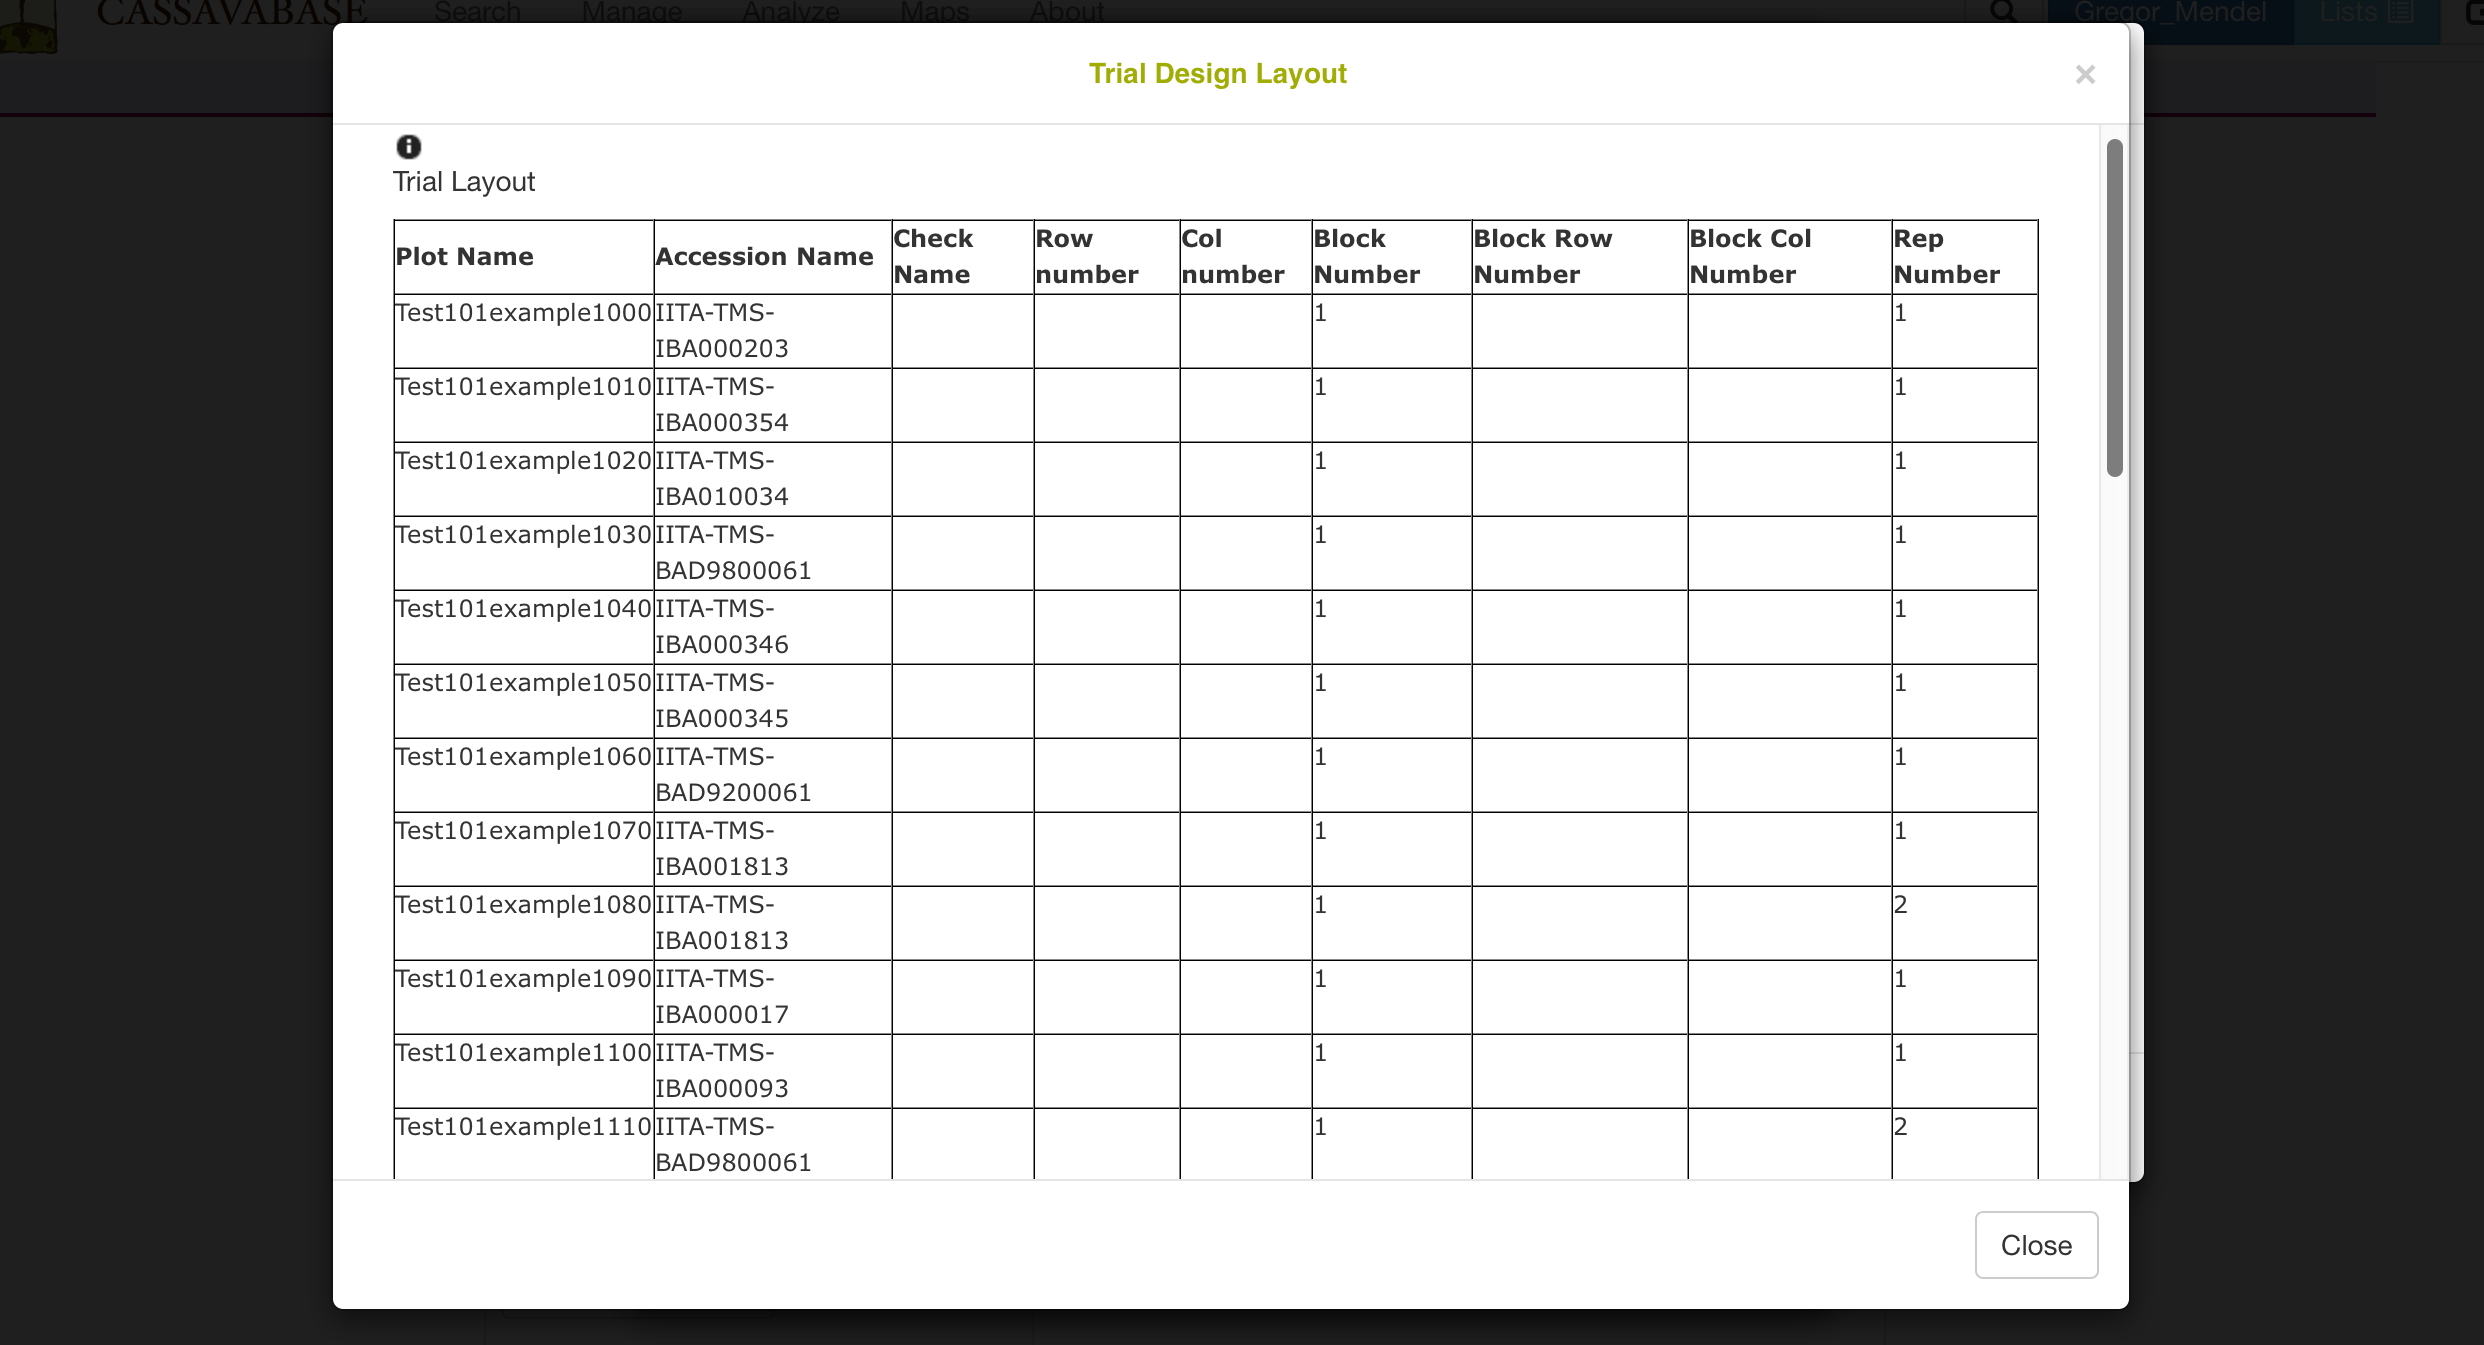 CASSAVABASE Search Manage Analyze Maps About Gregor_Mendel Lists
Trial Design Layout ×
Trial Layout
Plot Name Accession Name Check Name Row number Col number Block Number Block Row Number Block Col Number Rep Number
Test101example1000 IITA-TMS- 1 1
IBA000203
Test101example1010 IITA-TMS- 1 1
IBA000354
Test101example1020 IITA-TMS- 1 1
IBA010034
Test101example1030 IITA-TMS- 1 1
BAD9800061
Test101example1040 IITA-TMS- 1 1
IBA000346
Test101example1050 IITA-TMS- 1 1
IBA000345
Test101example1060 IITA-TMS- 1 1
BAD9200061
Test101example1070 IITA-TMS- 1 1
IBA001813
Test101example1080 IITA-TMS- 1 2
IBA001813
Test101example1090 IITA-TMS- 1 1
IBA000017
Test101example1100 IITA-TMS- 1 1
IBA000093
Test101example1110 IITA-TMS- 1 2
BAD9800061
Close